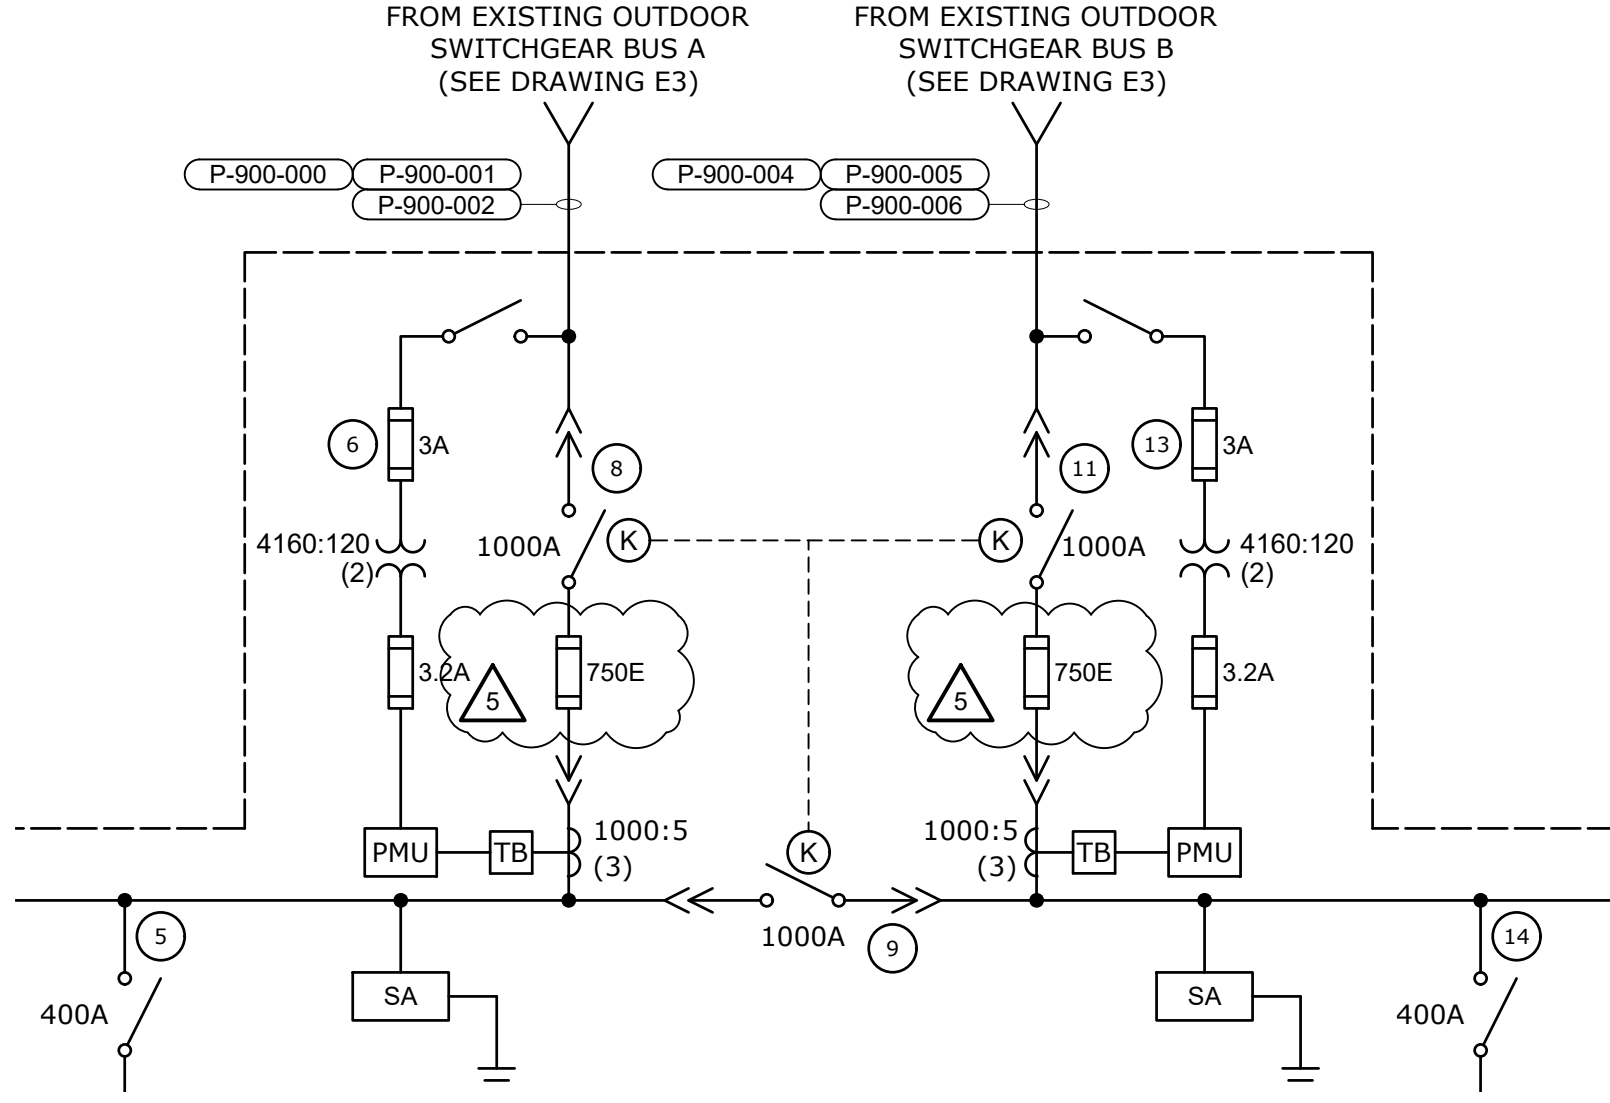 FROM EXISTING OUTDOOR
SWITCHGEAR BUS A
(SEE DRAWING E3)
FROM EXISTING OUTDOOR
SWITCHGEAR BUS B
(SEE DRAWING E3)
P-900-000
P-900-001
P-900-002
P-900-004
P-900-005
P-900-006
6
3A
8
11
13
3A
4160:120
(2)
1000A
K
K
1000A
4160:120
(2)
3.2A
5
750E
5
750E
3.2A
PMU
TB
1000:5
(3)
K
1000:5
(3)
TB
PMU
5
1000A
9
14
400A
SA
SA
400A